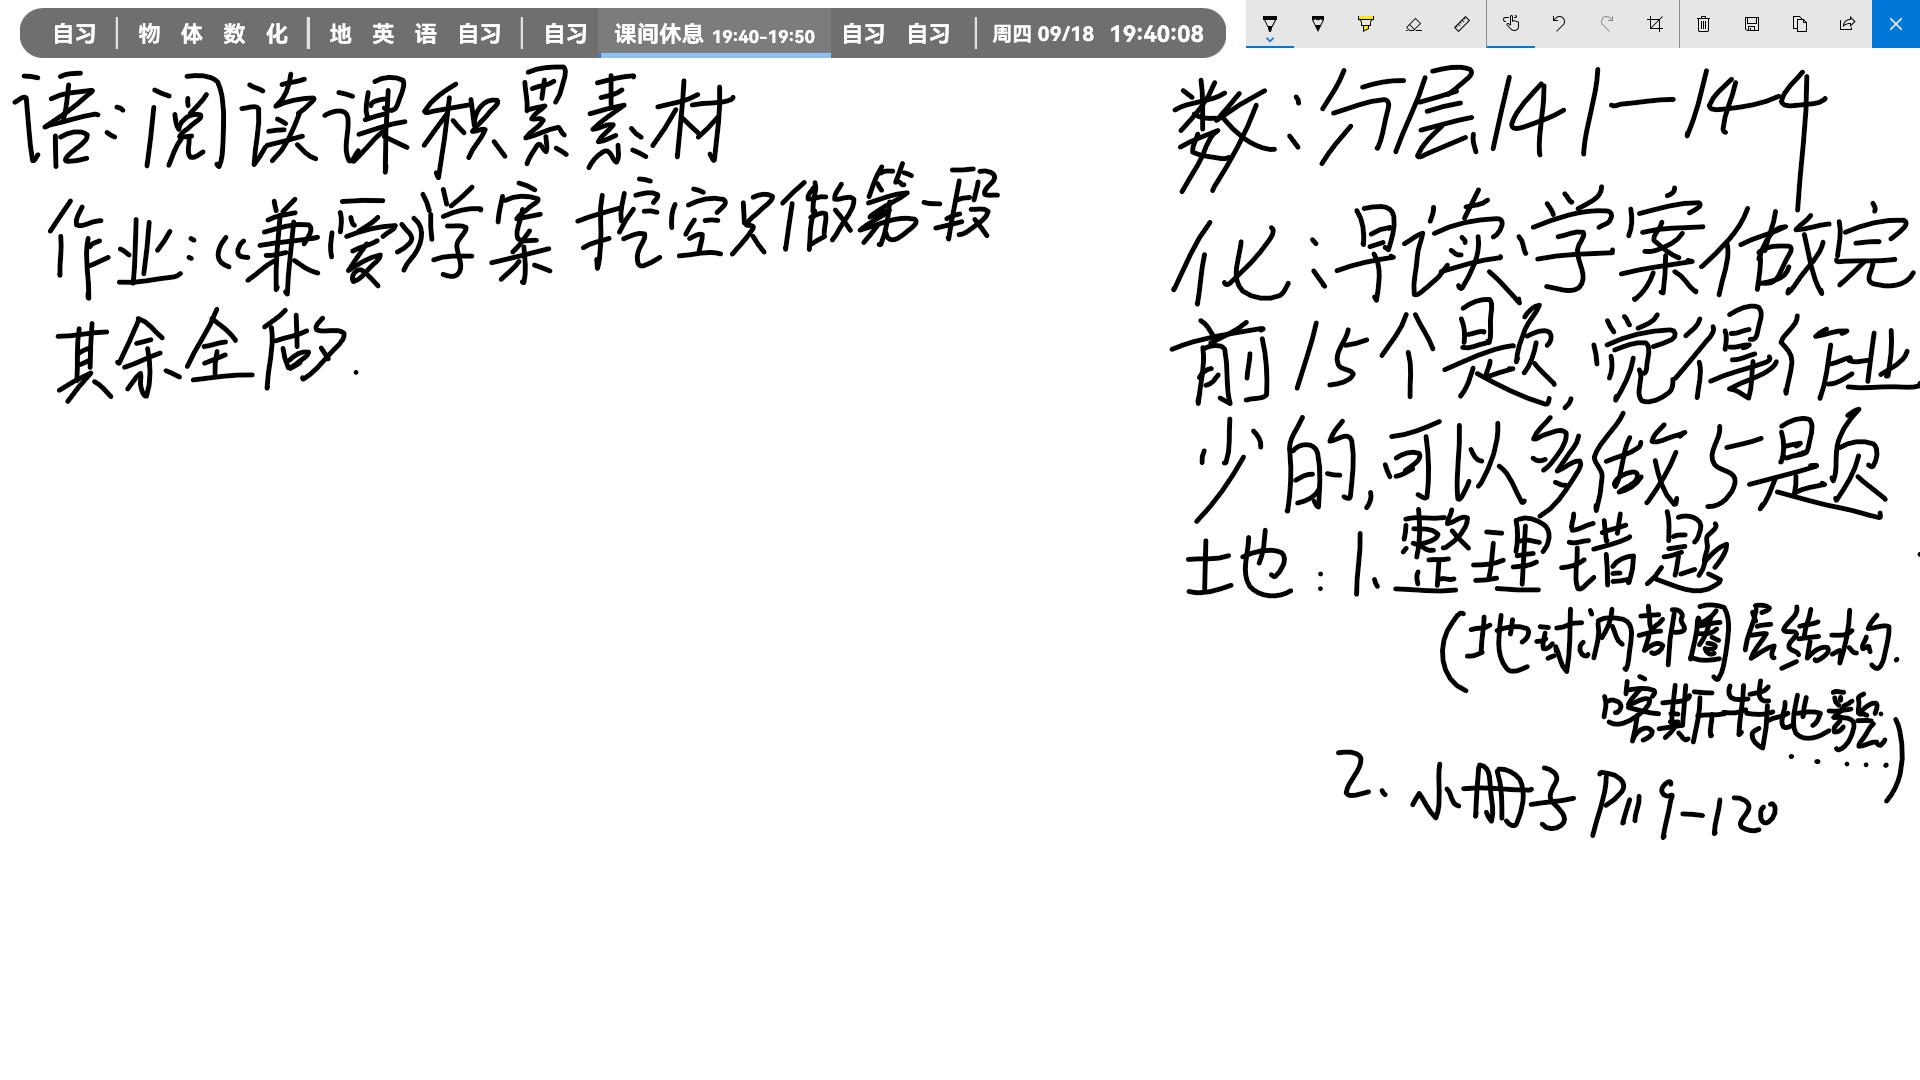 自习 | 物 体 数 化 | 地 英 语 自习 | 自习 课间休息 19:40-19:50 自习 自习 | 周四 09/18 19:40:08
语:阅读课积累素材
作业:《兼爱》学案 挖空只做第一段
其余全做.
数:分层141—144
化:早读学案做完
前15个题,觉得作业
少的,可以多做5题
地:1.整理错题
(地球内部圈层结构.
喀斯特地貌......)
2.小册子P119-120